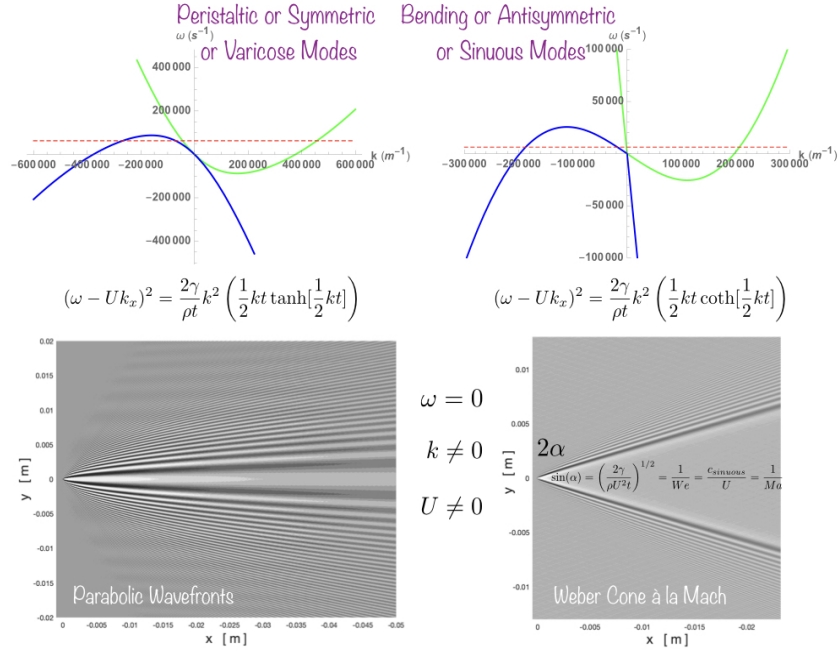 Peristaltic or Symmetric
or Varicose Modes
Bending or Antisymmetric
or Sinuous Modes
ω (s⁻¹)
400 000
200 000
-200 000
-400 000
-600 000 -400 000 -200 000 200 000 400 000 600 000
k (m⁻¹)
ω (s⁻¹)
100 000
50 000
-50 000
-100 000
-300 000 -200 000 -100 000 100 000 200 000 300 000
k (m⁻¹)
(ω − Ukₓ)² = 2γ/ρt k² (1/2 kt tanh[1/2 kt])
(ω − Ukₓ)² = 2γ/ρt k² (1/2 kt coth[1/2 kt])
0.02
0.015
0.01
0.005
0
-0.005
-0.01
-0.015
-0.02
y [m]
Parabolic Wavefronts
0 -0.005 -0.01 -0.015 -0.02 -0.025 -0.03 -0.035 -0.04 -0.045 -0.05
x [m]
ω = 0
k ≠ 0
U ≠ 0
0.01
0.005
0
-0.005
-0.01
y [m]
2α
sin(α) = (2γ/ρU²t)^1/2 = 1/We = c_sinuous/U = 1/Ma
Weber Cone à la Mach
0 -0.005 -0.01 -0.015 -0.02
x [m]